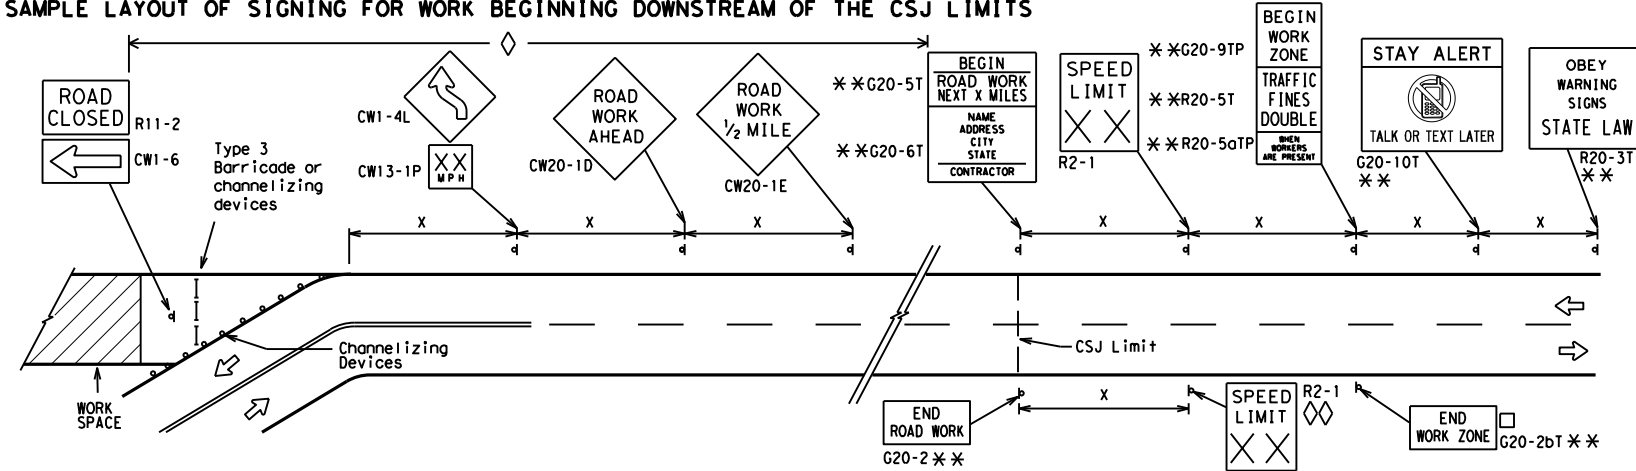 SAMPLE LAYOUT OF SIGNING FOR WORK BEGINNING DOWNSTREAM OF THE CSJ LIMITS
ROAD
CLOSED
R11-2
CW1-6
Type 3
Barricade or
channelizing
devices
CW1-4L
CW13-1P
XX
MPH
ROAD
WORK
AHEAD
CW20-1D
ROAD
WORK
1/2 MILE
CW20-1E
**G20-5T
**G20-6T
BEGIN
ROAD WORK
NEXT X MILES
NAME
ADDRESS
CITY
STATE
CONTRACTOR
SPEED
LIMIT
XX
R2-1
**G20-9TP
**R20-5T
**R20-5aTP
BEGIN
WORK
ZONE
TRAFFIC
FINES
DOUBLE
WHEN
WORKERS
ARE PRESENT
STAY ALERT
TALK OR TEXT LATER
G20-10T
**
OBEY
WARNING
SIGNS
STATE LAW
R20-3T
**
X
X
X
X
X
X
X
Channelizing
Devices
CSJ Limit
WORK
SPACE
END
ROAD WORK
G20-2**
X
SPEED
LIMIT
XX
R2-1
END
WORK ZONE
G20-2bT **